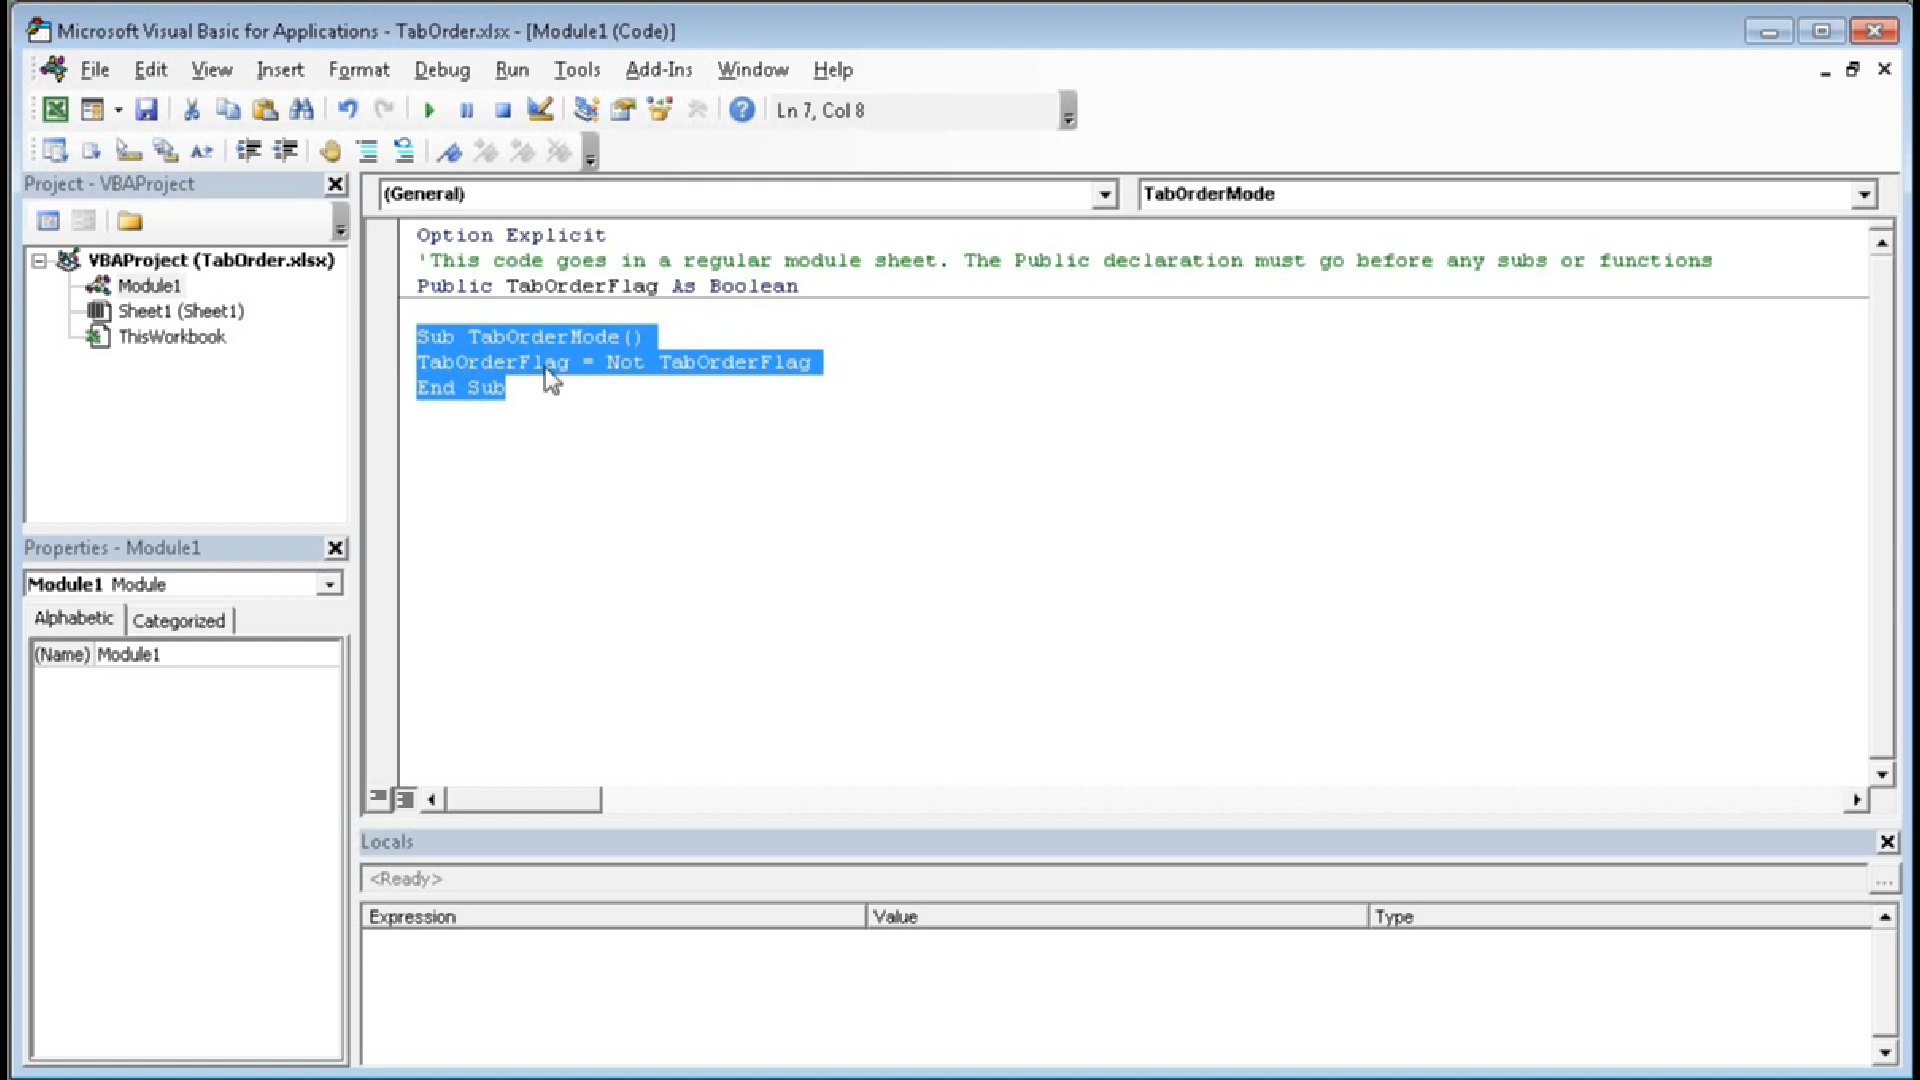 Microsoft Visual Basic for Applications - TabOrder.xlsx - [Module1 (Code)]
File Edit View Insert Format Debug Run Tools Add-Ins Window Help
Ln 7, Col 8
Project - VBAProject
VBAProject (TabOrder.xlsx)
Module1
Sheet1 (Sheet1)
ThisWorkbook
Properties - Module1
Module1 Module
Alphabetic Categorized
(Name) Module1
(General) TabOrderMode
Option Explicit
'This code goes in a regular module sheet. The Public declaration must go before any subs or functions
Public TabOrderFlag As Boolean
Sub TabOrderMode()
TabOrderFlag = Not TabOrderFlag
End Sub
Locals
<Ready>
...
Expression Value Type